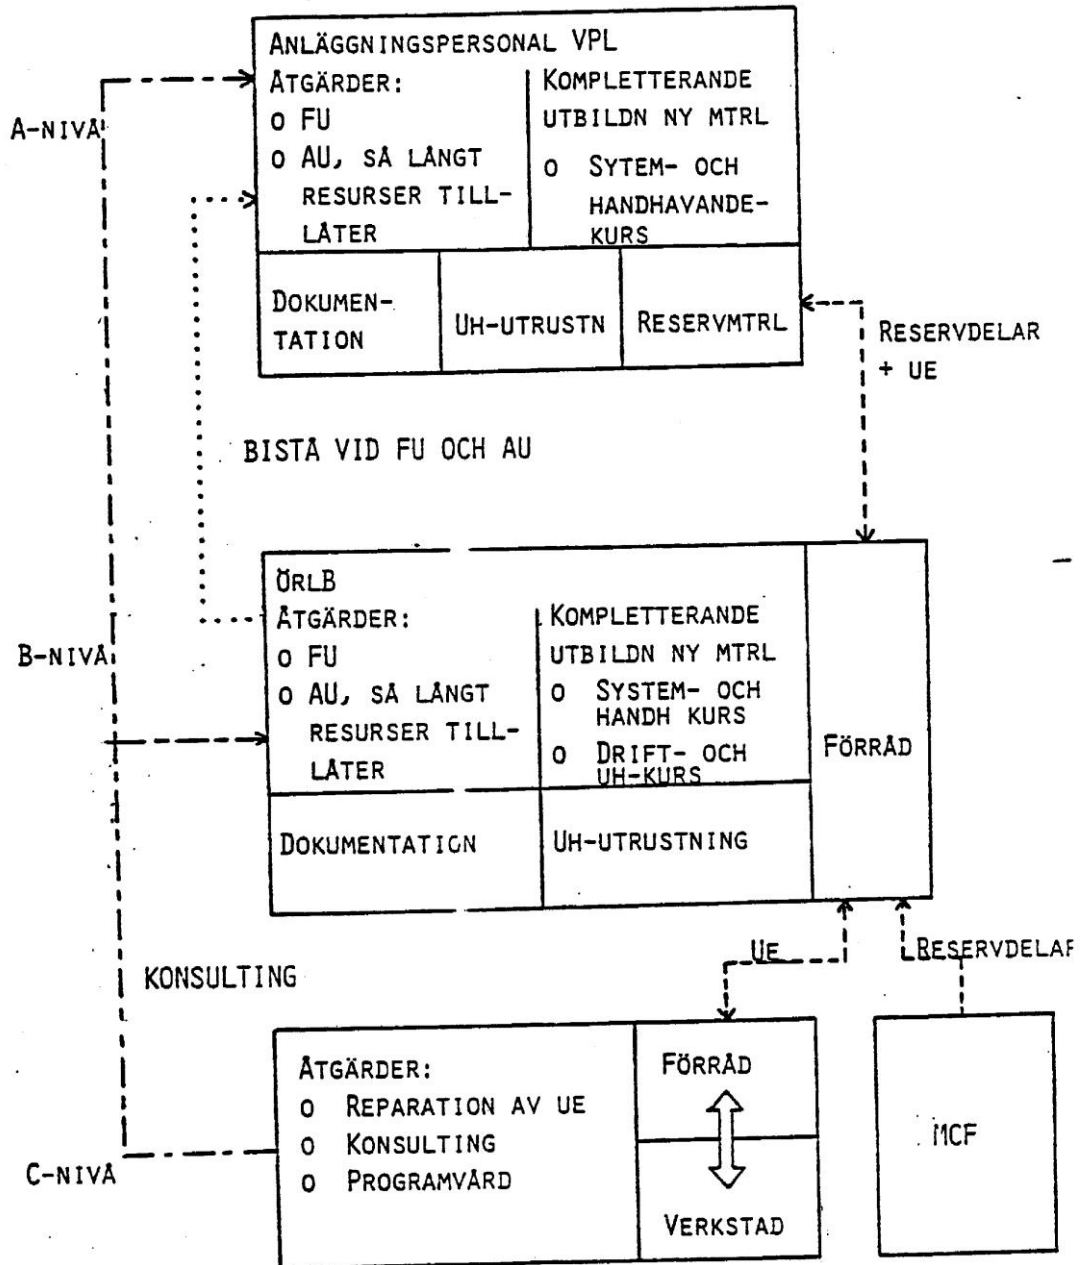 ANLÄGGNINGSPERSONAL VPL
ÅTGÄRDER:
o FU
o AU, SÅ LÅNGT
RESURSER TILL-
LÅTER
KOMPLETTERANDE
UTBILDN NY MTRL
o SYTEM- OCH
HANDHAVANDE-
KURS
A-NIVÅ
DOKUMEN-
TATION
UH-UTRUSTN
RESERVMTRL
RESERVDELAR
+ UE
BISTÅ VID FU OCH AU
ÖRLB
ÅTGÄRDER:
o FU
o AU, SÅ LÅNGT
RESURSER TILL-
LÅTER
KOMPLETTERANDE
UTBILDN NY MTRL
o SYSTEM- OCH
HANDH KURS
o DRIFT- OCH
UH-KURS
FÖRRÅD
B-NIVÅ
DOKUMENTATION
UH-UTRUSTNING
UE
RESERVDELAR
KONSULTING
ÅTGÄRDER:
o REPARATION AV UE
o KONSULTING
o PROGRAMVÅRD
FÖRRÅD
VERKSTAD
MCF
C-NIVÅ